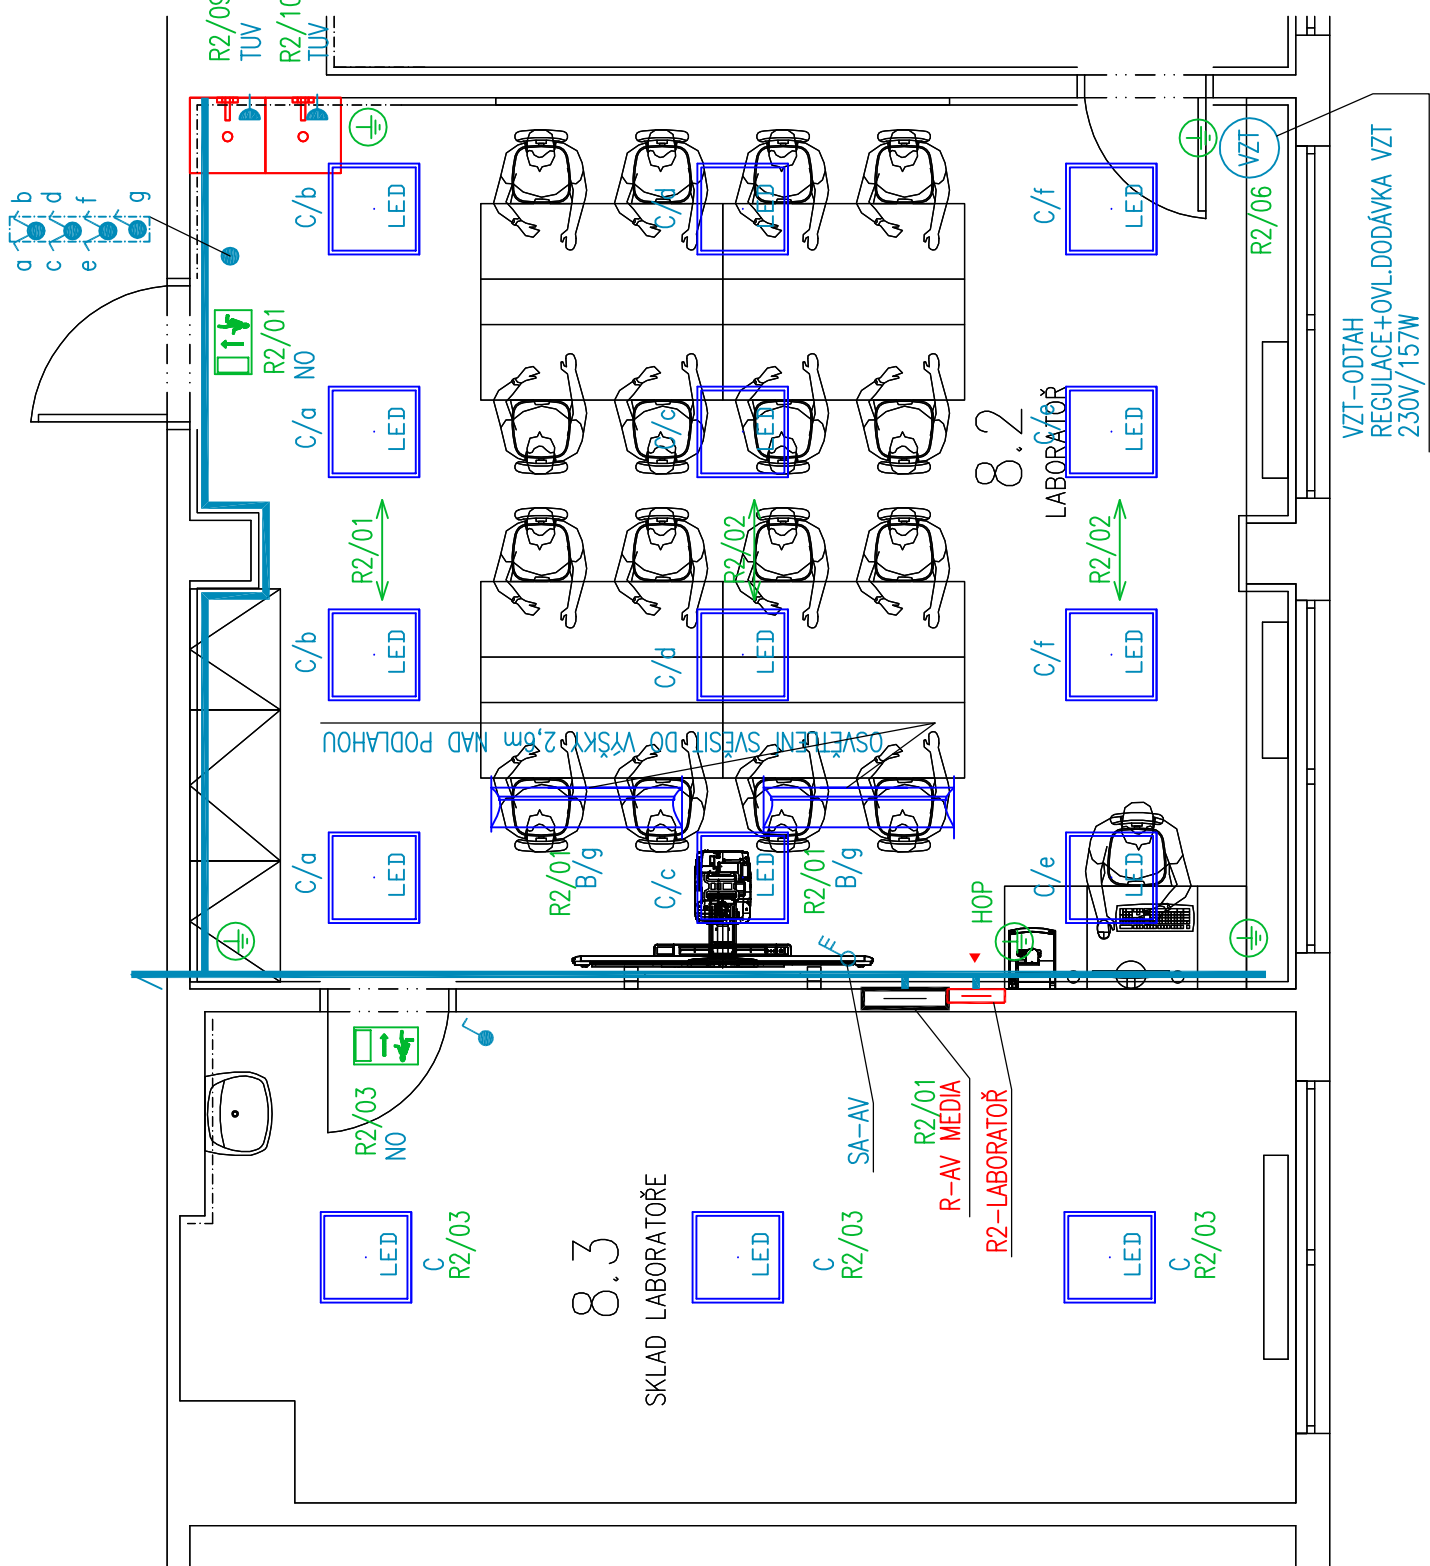 R2/09
TUV
R2/10
TUV
a
b
c
d
e
f
g
C/b
LED
C/d
LED
C/f
LED
VZT
R2/06
VZT-ODTAH
REGULACE+OVL.DODÁVKA VZT
230V/157W
R2/01
NO
C/a
LED
C/c
LED
C/e
LED
8.2
LABORATOŘ
R2/01
R2/02
R2/02
C/b
LED
C/d
LED
C/f
LED
OSVĚTLENÍ SVĚSIT DO VÝŠKY 2,6m NAD PODLAHOU
C/a
LED
R2/01
B/g
C/c
LED
R2/01
B/g
C/e
LED
HOP
R2/03
NO
SA-AV
R2/01
R-AV MEDIA
R2-LABORATOŘ
8.3
SKLAD LABORATOŘE
LED
C
R2/03
LED
C
R2/03
LED
C
R2/03